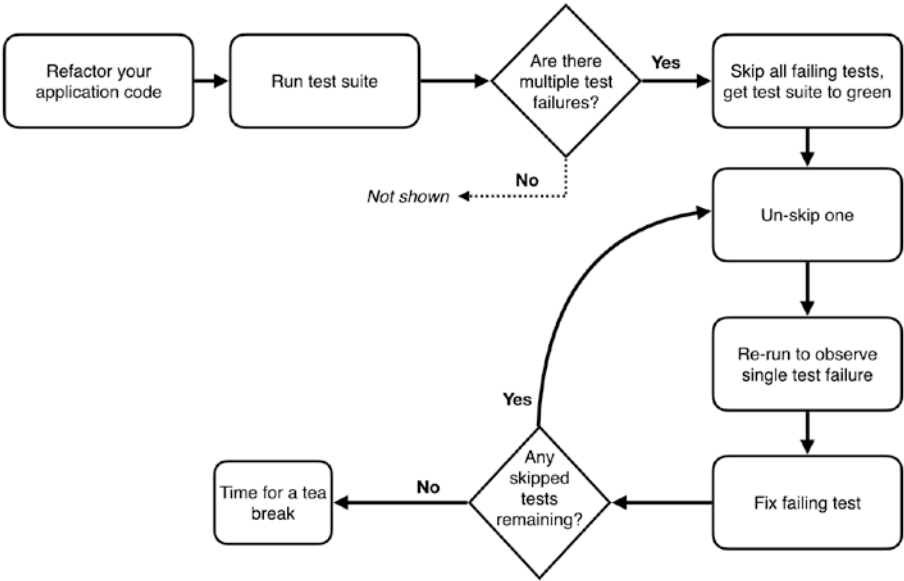 Refactor your
application code
Run test suite
Are there
multiple test
failures?
Yes
Skip all failing tests,
get test suite to green
No
Not shown
Un-skip one
Re-run to observe
single test failure
Yes
Any
skipped
tests
remaining?
No
Time for a tea
break
Fix failing test